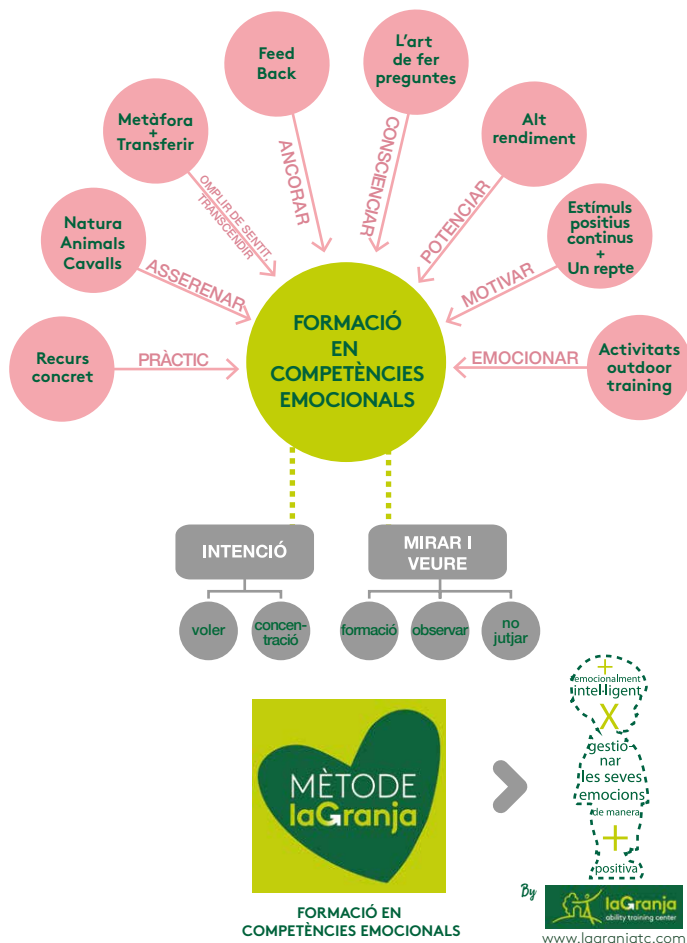 Feed
Back
L'art
de fer
preguntes
Metàfora
+
Transferir
Alt
rendiment
ANCORAR
CONSCIENCIAR
OMPLIR DE SENTIT,
TRANSCENDIR
POTENCIAR
Natura
Animals
Cavalls
Estímuls
positius
continus
+
Un repte
ASSERENAR
MOTIVAR
FORMACIÓ
EN
COMPETÈNCIES
EMOCIONALS
Recurs
concret
PRÀCTIC
EMOCIONAR
Activitats
outdoor
training
INTENCIÓ
MIRAR I
VEURE
voler
concen-
tració
formació
observar
no
jutjar
+
emocionalment
intel·ligent
X
gestio-
nar
les seves
emocions
de manera
+
positiva
MÈTODE
laGranja
FORMACIÓ EN
COMPETÈNCIES EMOCIONALS
By
laGranja
ability training center
www.lagranjatc.com